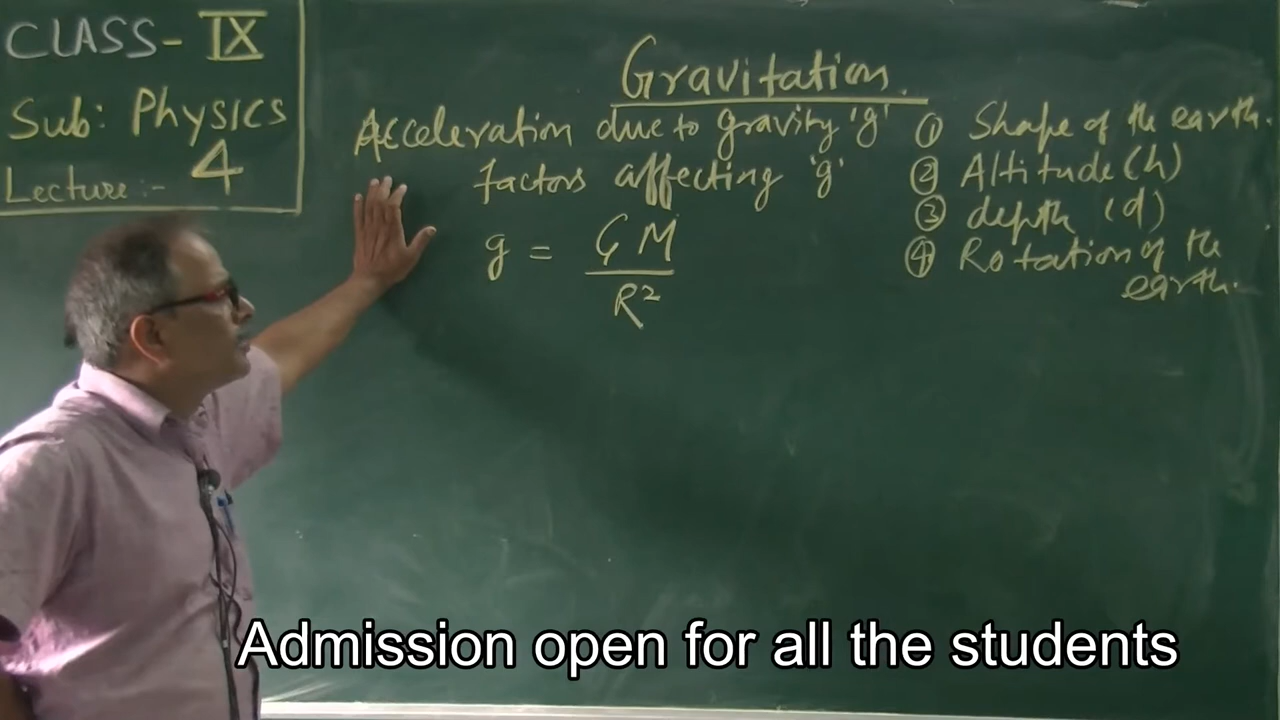 CLASS - IX
Sub: Physics
Lecture:- 4
Gravitation.
Acceleration due to gravity 'g'
factors affecting 'g'
g = GM
R²
① Shape of the earth.
② Altitude (h)
③ depth (d)
④ Rotation of the
earth.
Admission open for all the students